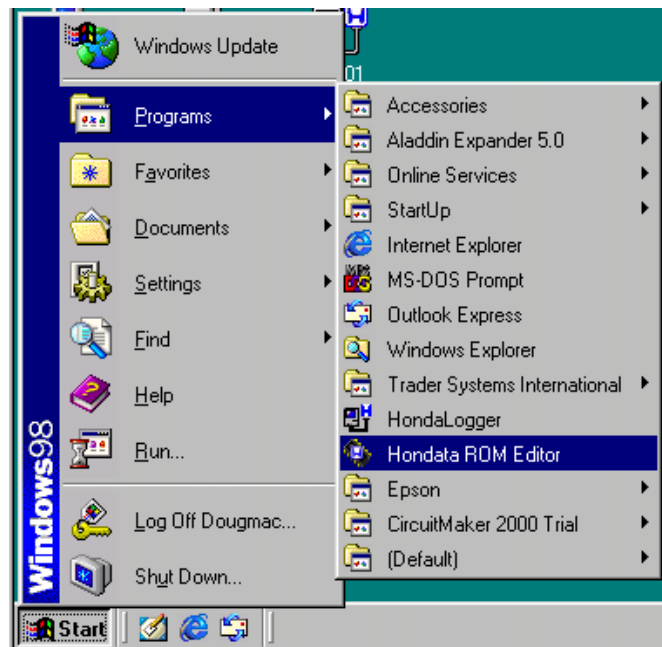 01
Windows Update
Programs
Favorites
Documents
Settings
Find
Help
Run...
Log Off Dougmac...
Shut Down...
Windows98
Accessories
Aladdin Expander 5.0
Online Services
StartUp
Internet Explorer
MS-DOS Prompt
Outlook Express
Windows Explorer
Trader Systems International
HondaLogger
Hondata ROM Editor
Epson
CircuitMaker 2000 Trial
(Default)
Start